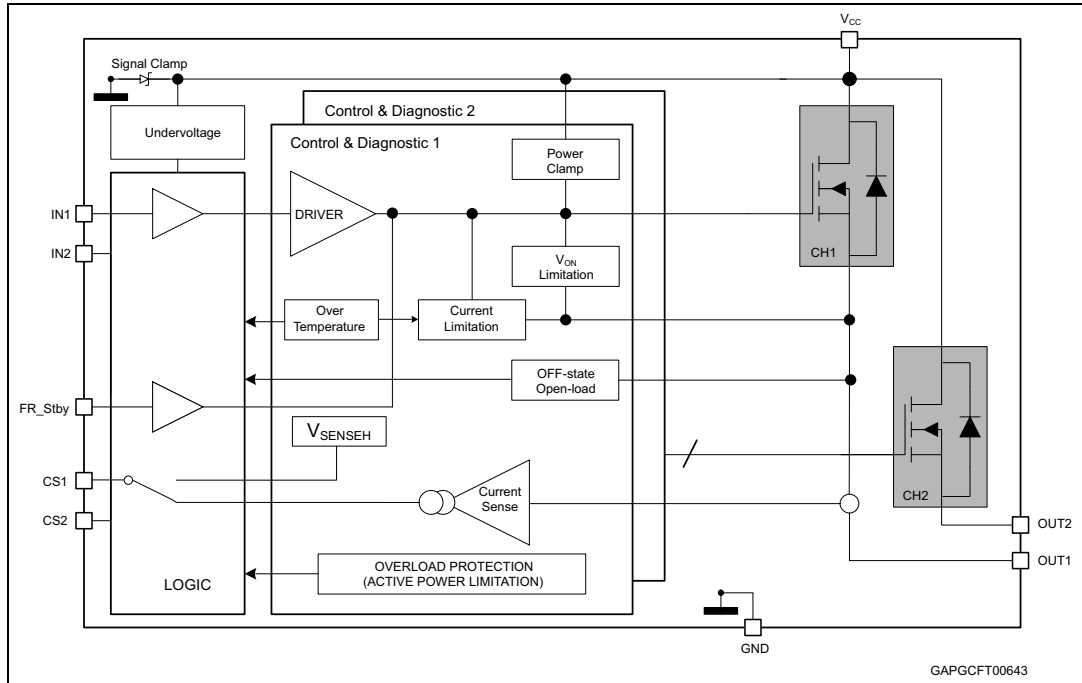 VCC
Signal Clamp
Control & Diagnostic 2
Undervoltage
Control & Diagnostic 1
Power
Clamp
IN1
DRIVER
IN2
CH1
VON
Limitation
Over
Temperature
Current
Limitation
OFF-state
Open-load
FR_Stby
VSENSEH
CS1
Current
Sense
CH2
CS2
OUT2
OVERLOAD PROTECTION
(ACTIVE POWER LIMITATION)
LOGIC
OUT1
GND
GAPGCFT00643